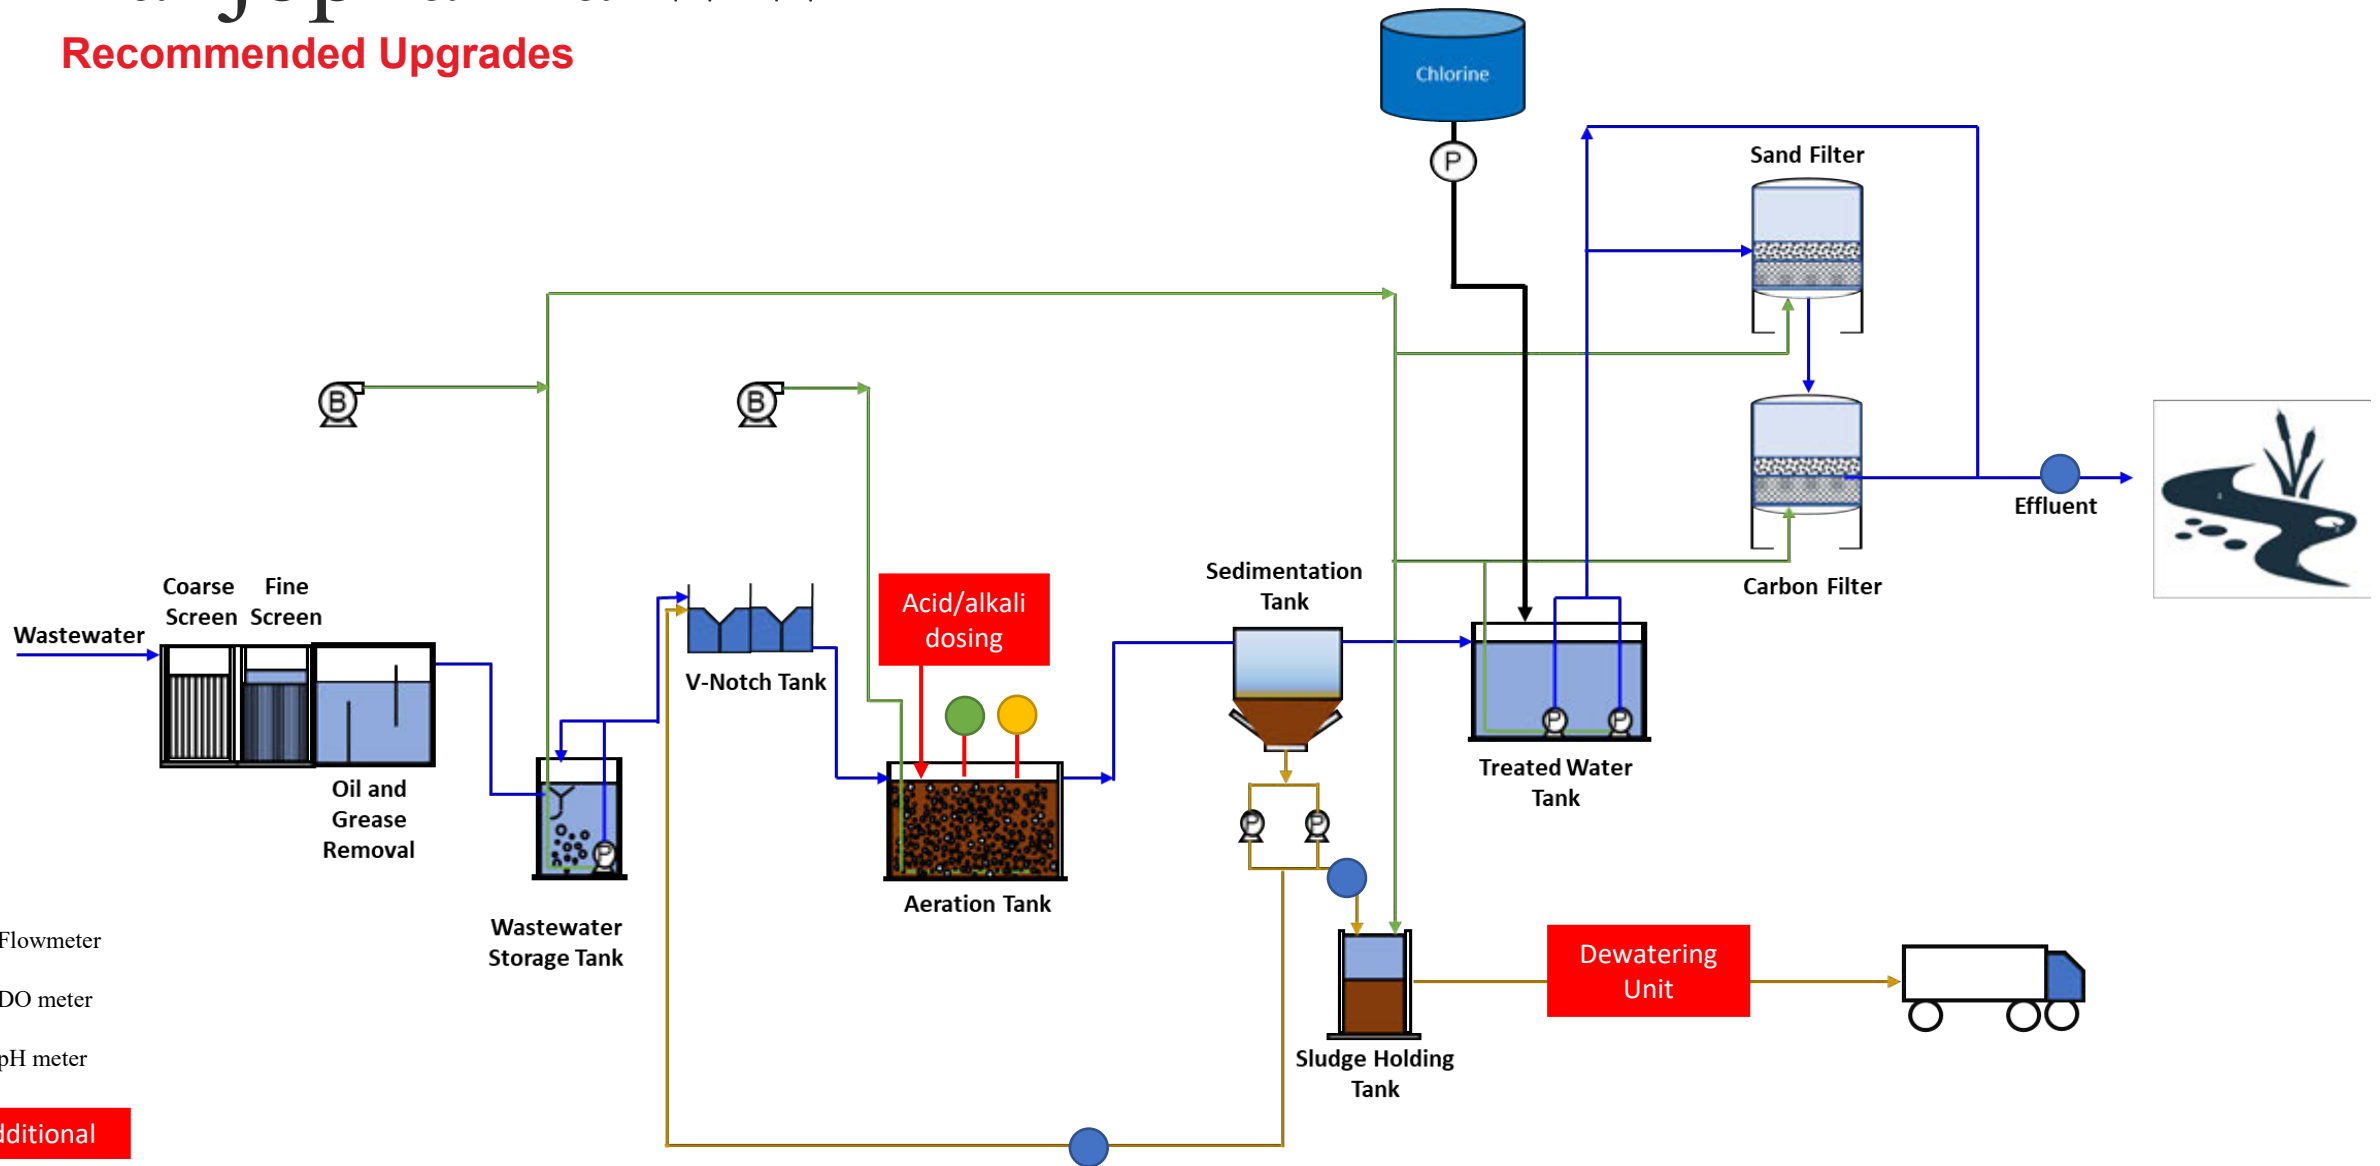 Recommended Upgrades
Chlorine
P
Sand Filter
B
B
Effluent
Carbon Filter
Sedimentation
Tank
Coarse
Screen
Fine
Screen
Wastewater
Acid/alkali
dosing
V-Notch Tank
P
P
Treated Water
Tank
Oil and
Grease
Removal
P
P
P
Aeration Tank
Wastewater
Storage Tank
Flowmeter
DO meter
pH meter
Dewatering
Unit
Sludge Holding
Tank